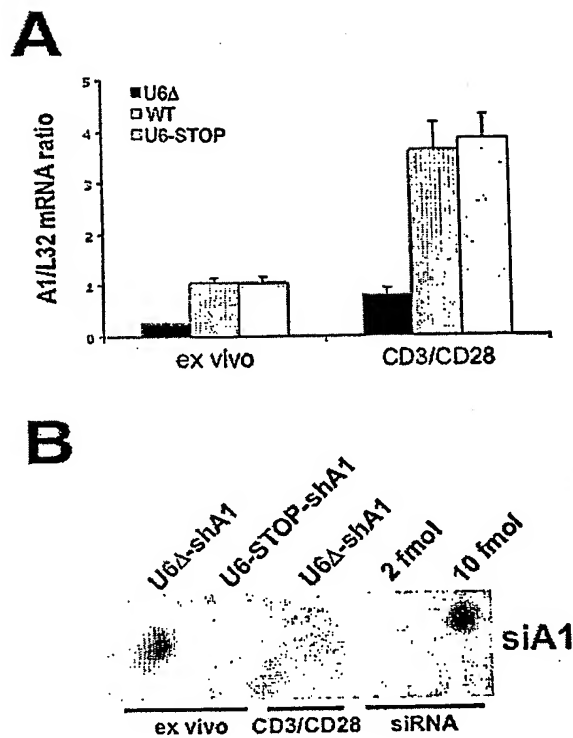 A
A1/L32 mRNA ratio
5
4
3
2
1
0
U6Δ
WT
U6-STOP
ex vivo
CD3/CD28
B
U6Δ-shA1
U6-STOP-shA1
U6Δ-shA1
2 fmol
10 fmol
siA1
ex vivo
CD3/CD28
siRNA